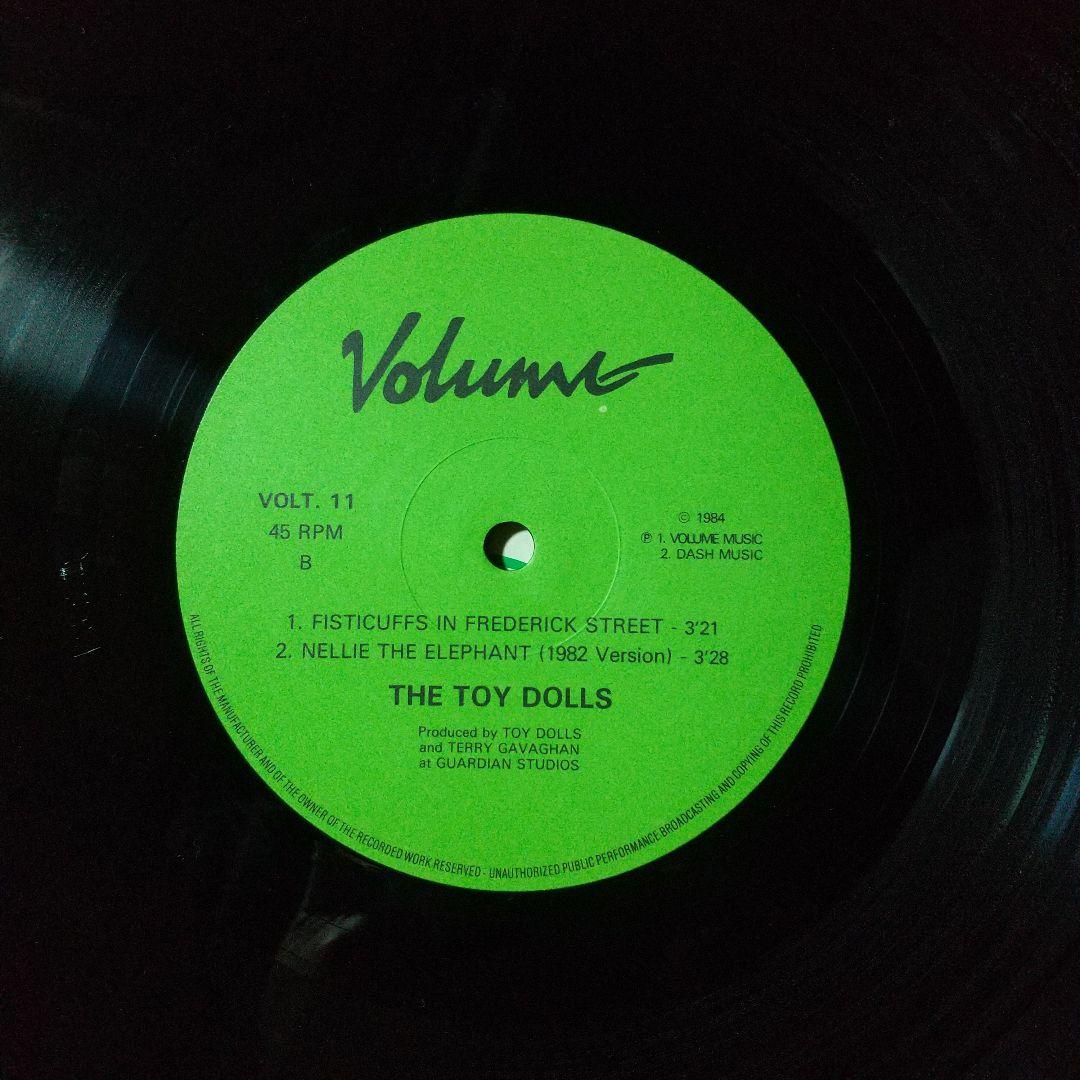 Volume
VOLT. 11
45 RPM
B
© 1984
℗ 1. VOLUME MUSIC
2. DASH MUSIC
1. FISTICUFFS IN FREDERICK STREET - 3'21
2. NELLIE THE ELEPHANT (1982 Version) - 3'28
THE TOY DOLLS
Produced by TOY DOLLS
and TERRY GAVAGHAN
at GUARDIAN STUDIOS
ALL RIGHTS OF THE MANUFACTURER AND OF THE OWNER OF THE RECORDED WORK RESERVED - UNAUTHORIZED PUBLIC PERFORMANCE BROADCASTING AND COPYING OF THIS RECORD PROHIBITED